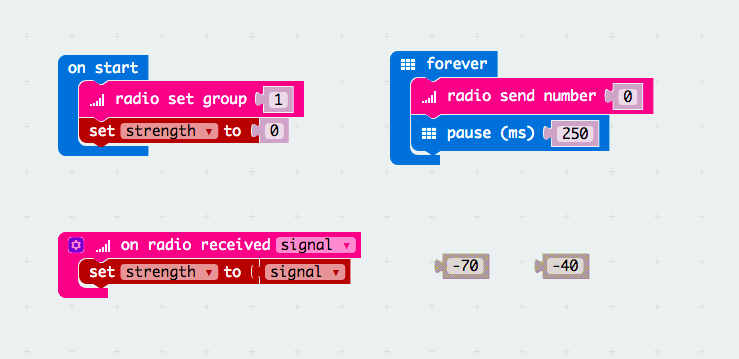 on start
radio set group 1
set strength to 0
forever
radio send number 0
pause (ms) 250
on radio received signal
set strength to signal
-70
-40